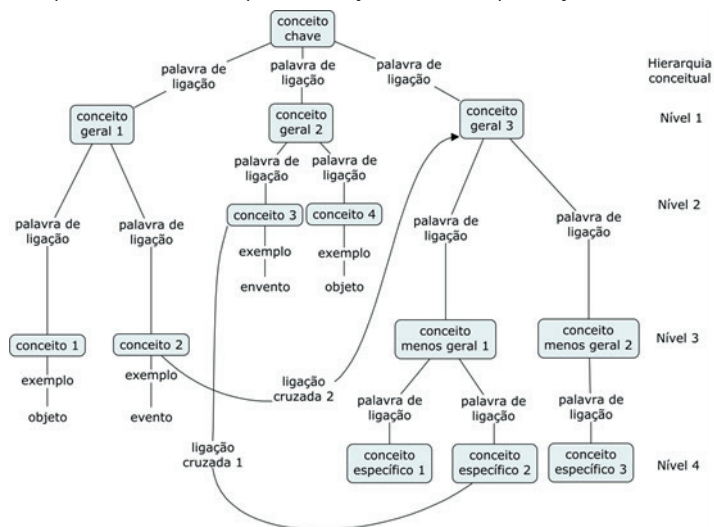 conceito
chave
palavra de
ligação
palavra de
ligação
palavra de
ligação
Hierarquia
conceitual
conceito
geral 1
conceito
geral 2
conceito
geral 3
Nível 1
palavra de
ligação
palavra de
ligação
palavra de
ligação
palavra de
ligação
palavra de
ligação
palavra de
ligação
Nível 2
conceito 3
conceito 4
exemplo
exemplo
envento
objeto
conceito 1
conceito 2
conceito
menos geral 1
conceito
menos geral 2
Nível 3
exemplo
exemplo
objeto
evento
ligação
cruzada 2
palavra de
ligação
palavra de
ligação
palavra de
ligação
ligação
cruzada 1
conceito
específico 1
conceito
específico 2
conceito
específico 3
Nível 4